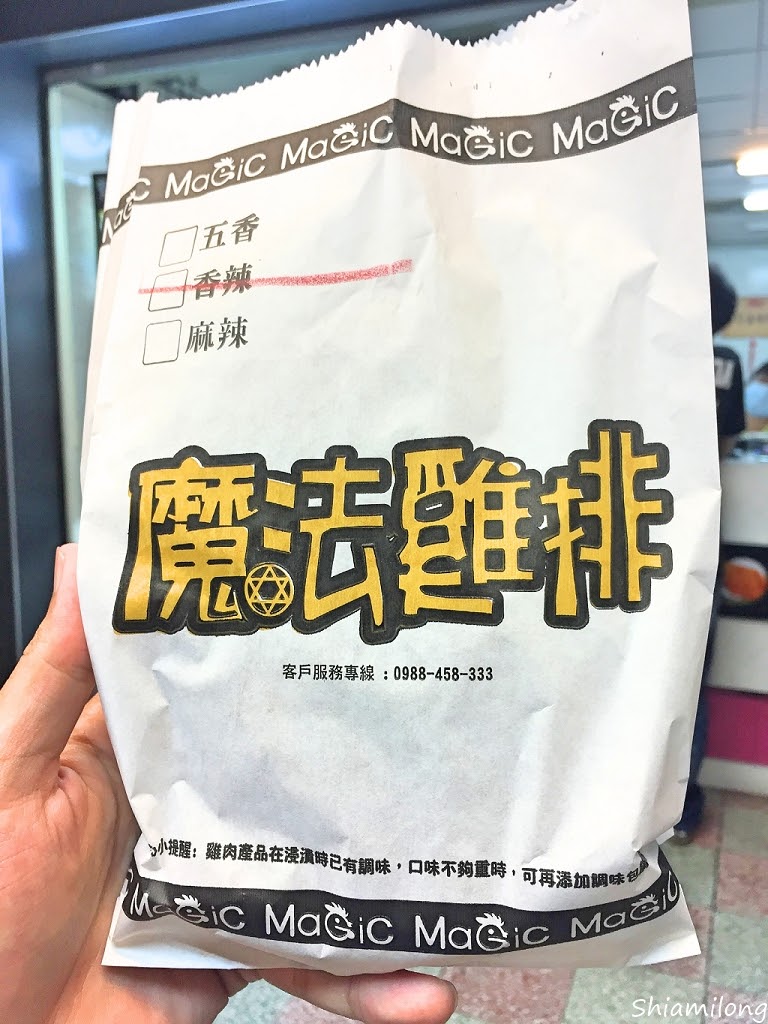 MaGiC MaGiC MaGiC MaGiC
五香
香辣
麻辣
魔法雞排
客戶服務專線：0988-458-333
小提醒：雞肉產品在浸漬時已有調味，口味不夠重時，可再添加調味包
MaGiC MaGiC MaGiC MaGiC
Shiamilong